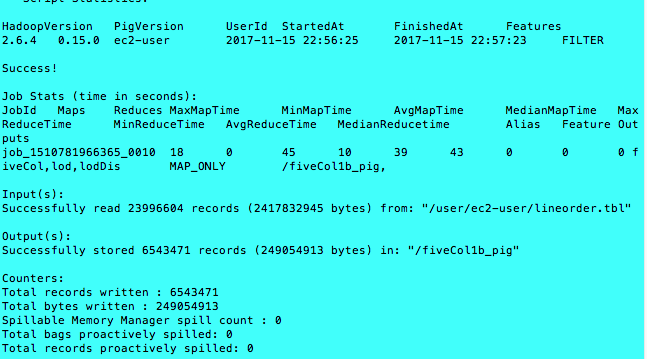 Script Statistics:
HadoopVersion PigVersion UserId StartedAt FinishedAt Features
2.6.4 0.15.0 ec2-user 2017-11-15 22:56:25 2017-11-15 22:57:23 FILTER
Success!
Job Stats (time in seconds):
JobId Maps Reduces MaxMapTime MinMapTime AvgMapTime MedianMapTime Max
ReduceTime MinReduceTime AvgReduceTime MedianReducetime Alias Feature Out
puts
job_1510781966365_0010 18 0 45 10 39 43 0 0 0 f
iveCol,lod,lodDis MAP_ONLY /fiveCol1b_pig,
Input(s):
Successfully read 23996604 records (2417832945 bytes) from: "/user/ec2-user/lineorder.tbl"
Output(s):
Successfully stored 6543471 records (249054913 bytes) in: "/fiveCol1b_pig"
Counters:
Total records written : 6543471
Total bytes written : 249054913
Spillable Memory Manager spill count : 0
Total bags proactively spilled: 0
Total records proactively spilled: 0